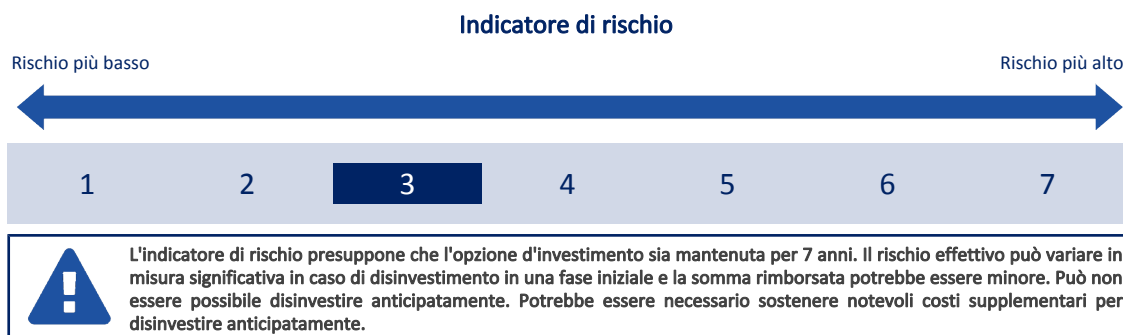 Indicatore di rischio
Rischio più basso
Rischio più alto
1 2 3 4 5 6 7
L'indicatore di rischio presuppone che l'opzione d'investimento sia mantenuta per 7 anni. Il rischio effettivo può variare in
misura significativa in caso di disinvestimento in una fase iniziale e la somma rimborsata potrebbe essere minore. Può non
essere possibile disinvestire anticipatamente. Potrebbe essere necessario sostenere notevoli costi supplementari per
disinvestire anticipatamente.